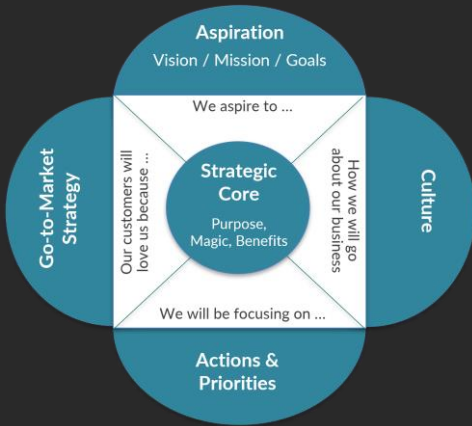 Aspiration
Vision / Mission / Goals
We aspire to ...
Go-to-Market
Strategy
Our customers will
love us because ...
Strategic
Core
Purpose,
Magic, Benefits
How we will go
about our business
Culture
We will be focusing on ...
Actions &
Priorities